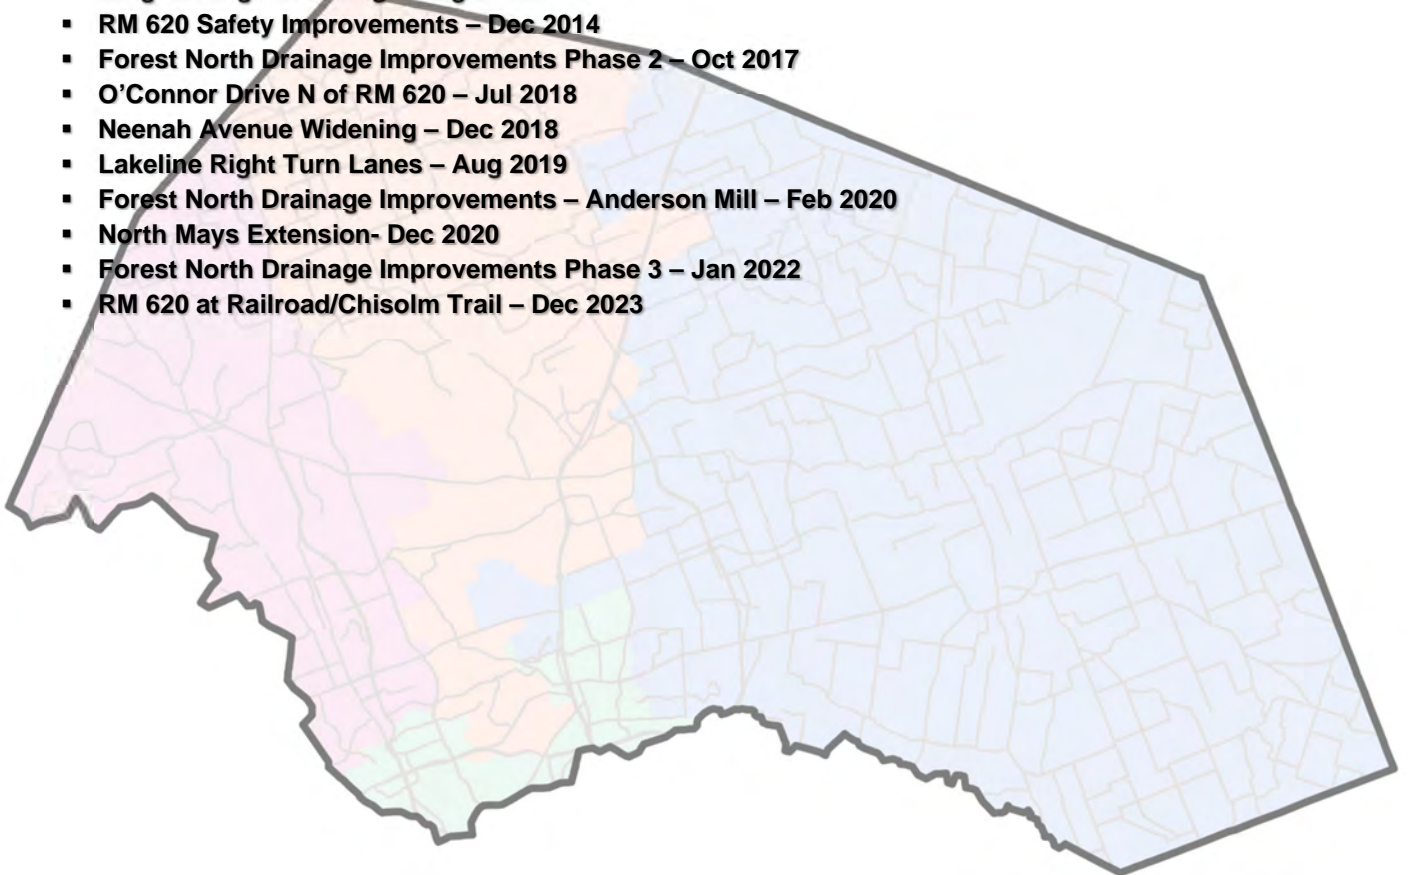 ▪ RM 620 Safety Improvements – Dec 2014
▪ Forest North Drainage Improvements Phase 2 – Oct 2017
▪ O’Connor Drive N of RM 620 – Jul 2018
▪ Neenah Avenue Widening – Dec 2018
▪ Lakeline Right Turn Lanes – Aug 2019
▪ Forest North Drainage Improvements – Anderson Mill – Feb 2020
▪ North Mays Extension- Dec 2020
▪ Forest North Drainage Improvements Phase 3 – Jan 2022
▪ RM 620 at Railroad/Chisolm Trail – Dec 2023